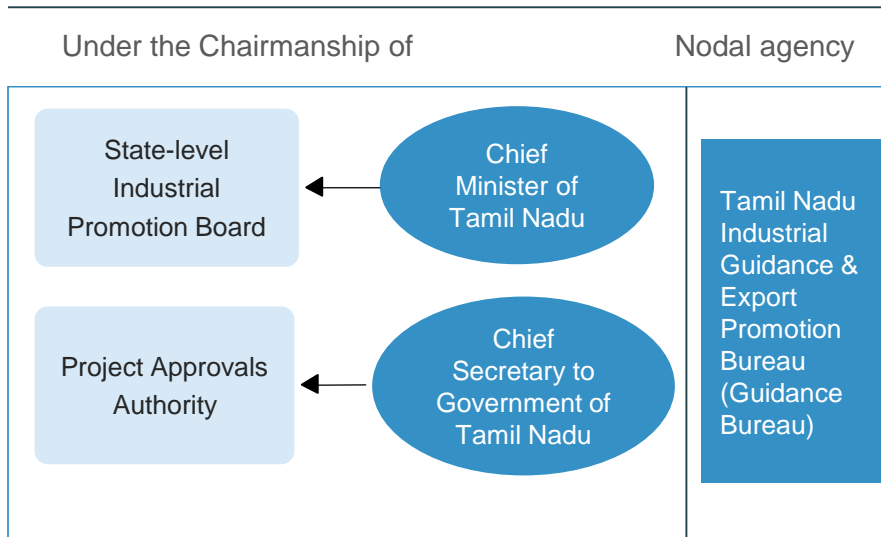 Under the Chairmanship of
Nodal agency
State-level
Industrial
Promotion Board
Chief
Minister of
Tamil Nadu
Project Approvals
Authority
Chief
Secretary to
Government of
Tamil Nadu
Tamil Nadu
Industrial
Guidance &
Export
Promotion
Bureau
(Guidance
Bureau)